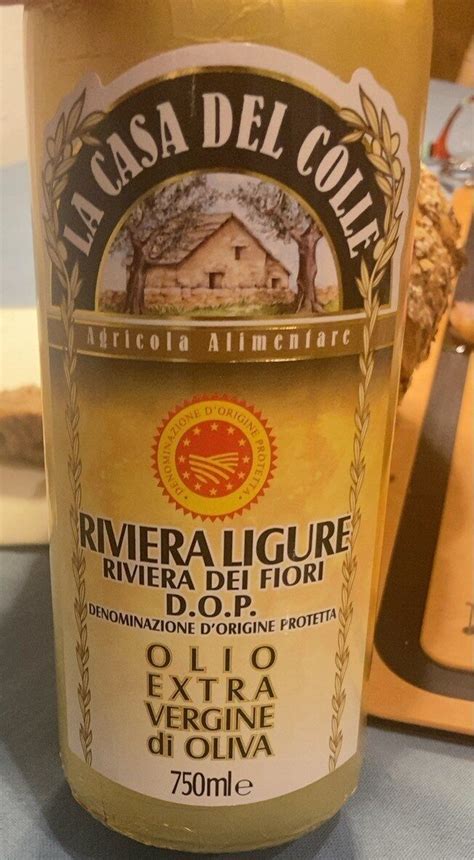 LA CASA DEL COLLE
Agricola Alimentare
DENOMINAZIONE D'ORIGINE PROTETTA
RIVIERA LIGURE
RIVIERA DEI FIORI
D.O.P.
DENOMINAZIONE D'ORIGINE PROTETTA
OLIO
EXTRA
VERGINE
di OLIVA
750ml e